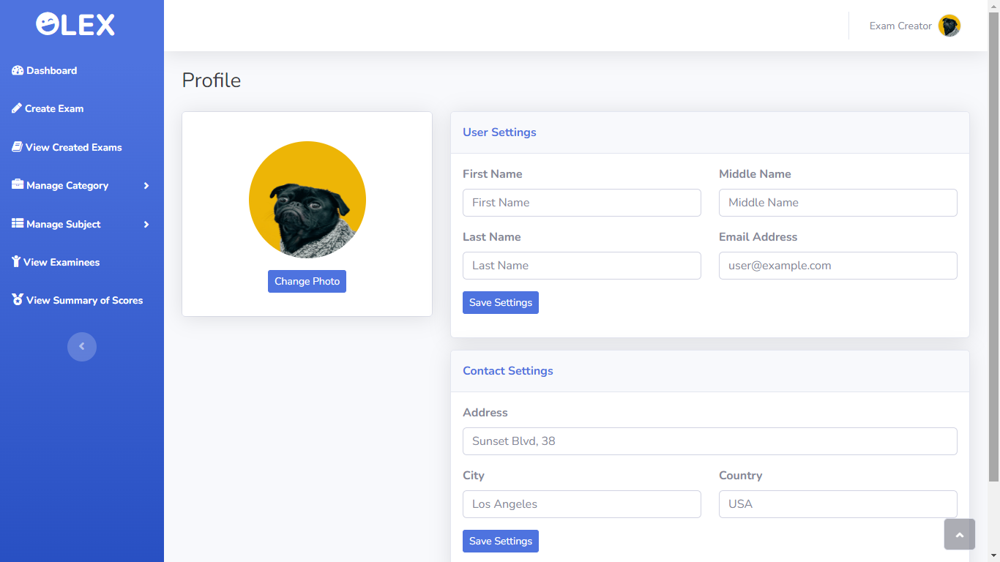 OLEX
Exam Creator
Dashboard
Create Exam
View Created Exams
Manage Category
Manage Subject
View Examinees
View Summary of Scores
Profile
Change Photo
User Settings
First Name Middle Name
First Name Middle Name
Last Name Email Address
Last Name user@example.com
Save Settings
Contact Settings
Address
Sunset Blvd, 38
City Country
Los Angeles USA
Save Settings